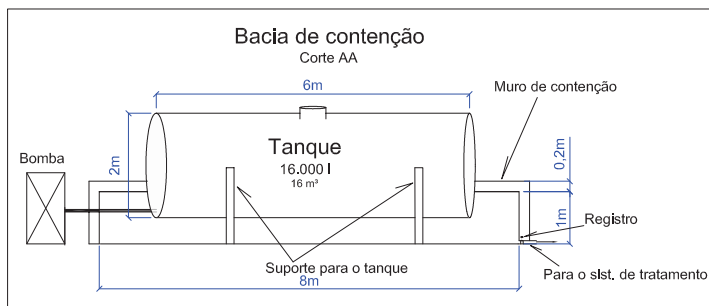 Bacia de contenção
Corte AA
6m
Muro de contenção
Tanque
16.000 l
16 m³
2m
Bomba
0,2m
1m
Registro
Suporte para o tanque
Para o sist. de tratamento
8m